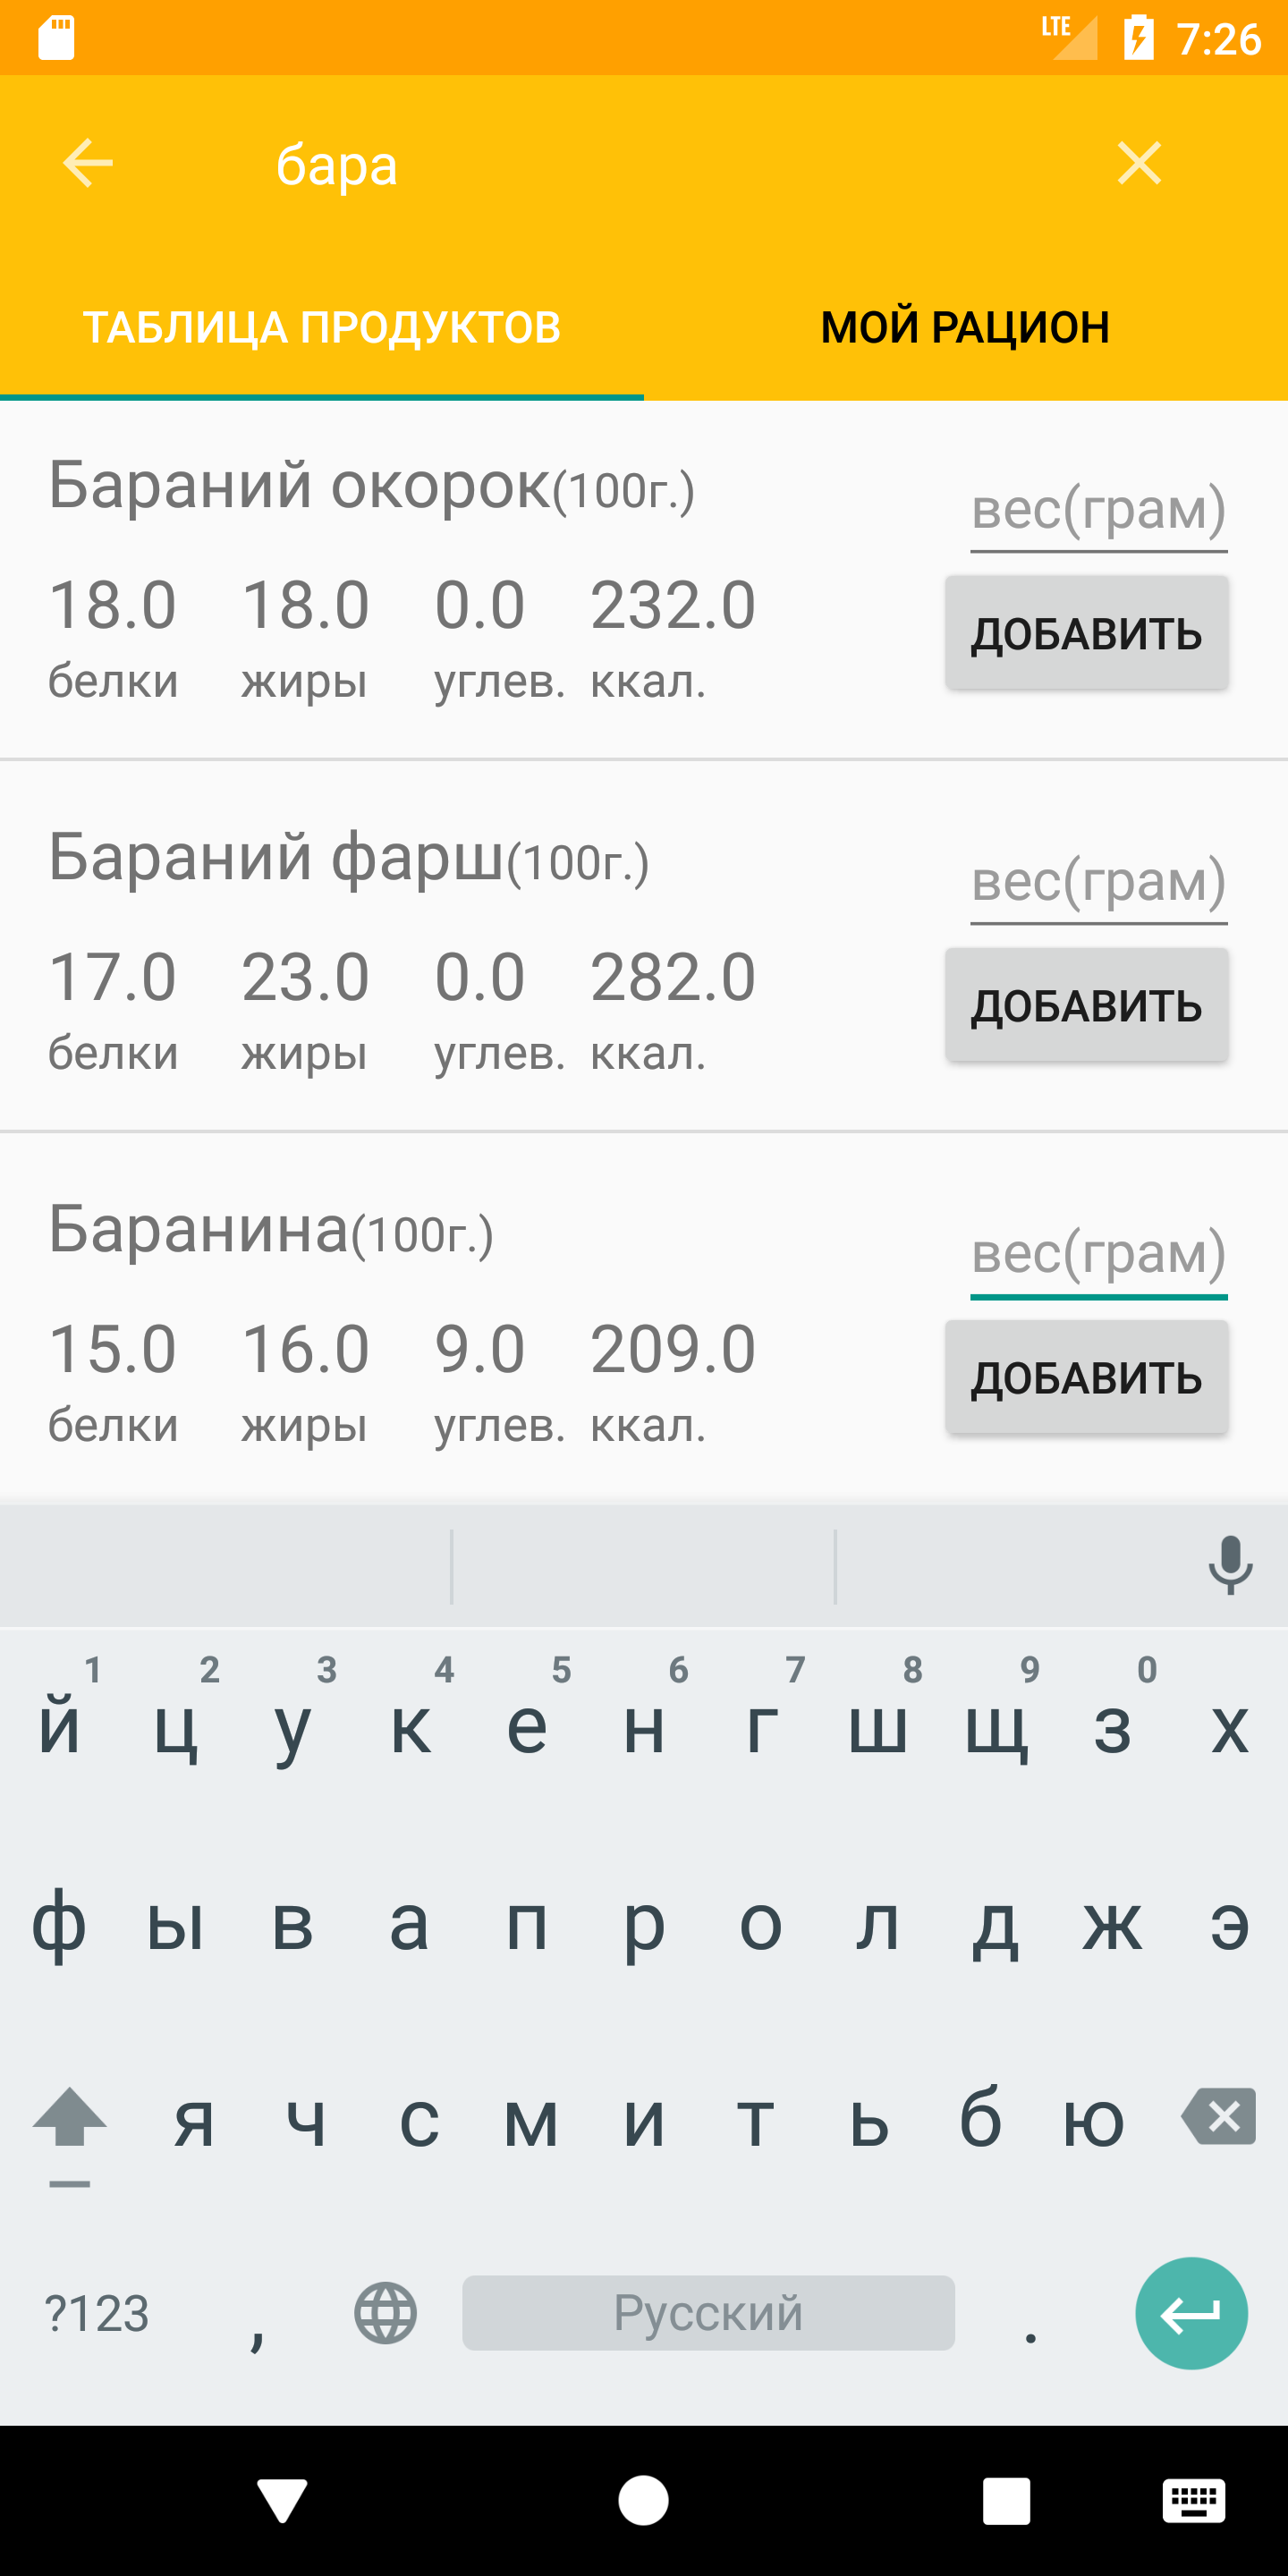 LTE 7:26
бара
ТАБЛИЦА ПРОДУКТОВ МОЙ РАЦИОН
Бараний окорок(100г.)
вес(грам)
18.0 18.0 0.0 232.0
белки жиры углев. ккал.
ДОБАВИТЬ
Бараний фарш(100г.)
вес(грам)
17.0 23.0 0.0 282.0
белки жиры углев. ккал.
ДОБАВИТЬ
Баранина(100г.)
вес(грам)
15.0 16.0 9.0 209.0
белки жиры углев. ккал.
ДОБАВИТЬ
1 2 3 4 5 6 7 8 9 0
й ц у к е н г ш щ з х
ф ы в а п р о л д ж э
я ч с м и т ь б ю
?123 , Русский .